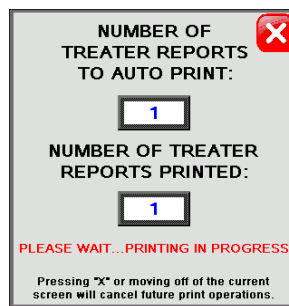 NUMBER OF
TREATER REPORTS
TO AUTO PRINT:
1
NUMBER OF TREATER
REPORTS PRINTED:
1
PLEASE WAIT...PRINTING IN PROGRESS
Pressing "X" or moving off of the current
screen will cancel future print operations.